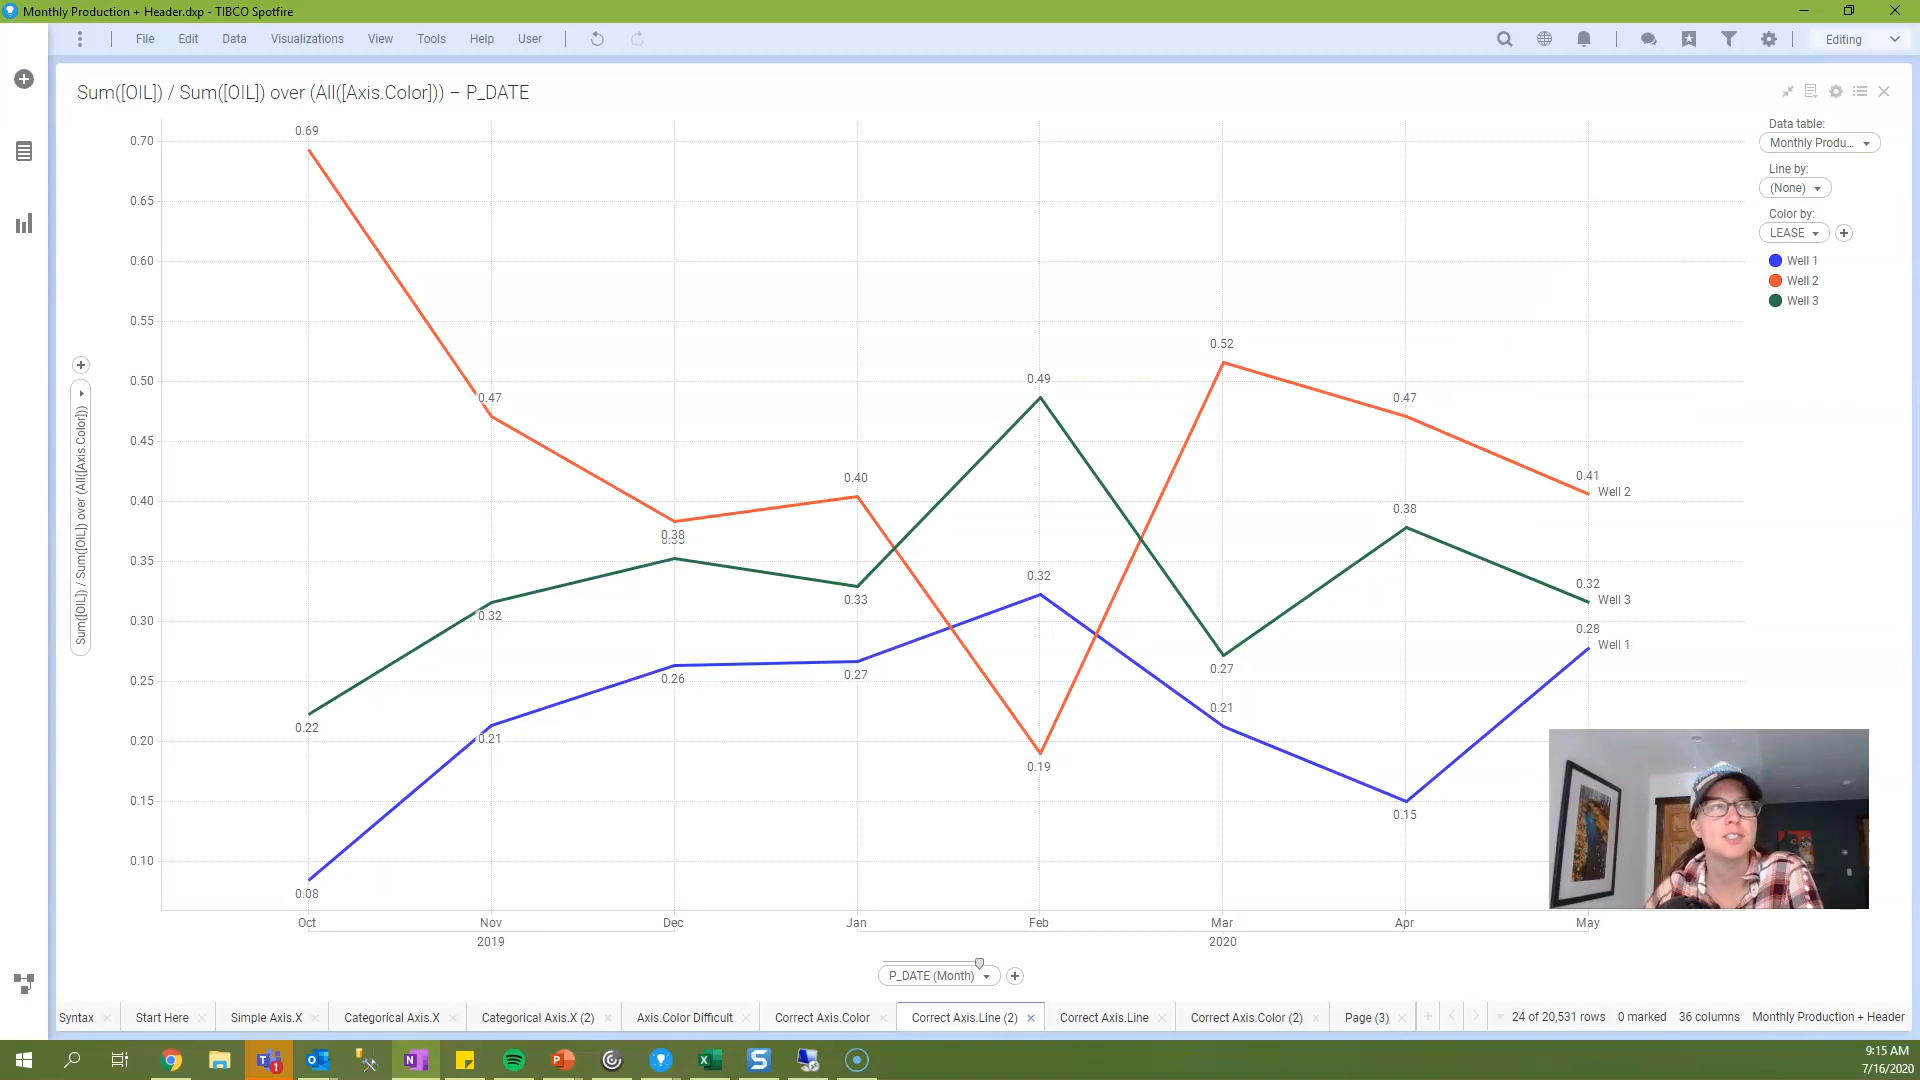 Monthly Production + Header.dxp - TIBCO Spotfire
File Edit Data Visualizations View Tools Help User Editing
Sum([OIL]) / Sum([OIL]) over (All([Axis.Color])) – P_DATE
Data table:
Monthly Produ...
Line by:
(None)
Color by:
LEASE
Well 1
Well 2
Well 3
Sum([OIL]) / Sum([OIL]) over (All([Axis.Color]))
0.70
0.65
0.60
0.55
0.50
0.45
0.40
0.35
0.30
0.25
0.20
0.15
0.10
0.69
0.47
0.38
0.40
0.19
0.52
0.47
0.41
Well 2
0.22
0.32
0.33
0.49
0.27
0.38
0.32
Well 3
0.08
0.21
0.26
0.27
0.32
0.21
0.15
0.28
Well 1
Oct Nov Dec Jan Feb Mar Apr May
2019 2020
P_DATE (Month)
Syntax Start Here Simple Axis.X Categorical Axis.X Categorical Axis.X (2) Axis.Color Difficult Correct Axis.Color Correct Axis.Line (2) Correct Axis.Line Correct Axis.Color (2) Page (3) 24 of 20,531 rows 0 marked 36 columns Monthly Production + Header
9:15 AM
7/16/2020